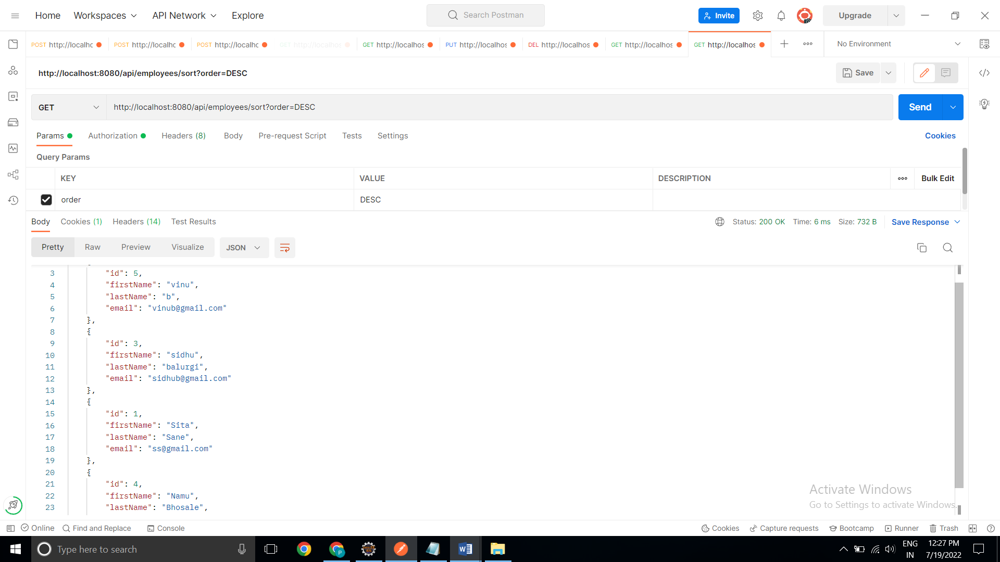 Home Workspaces API Network Explore Search Postman Invite Upgrade
POST http://localhc POST http://localhc POST http://localhc GET http://localhos GET http://localhos PUT http://localhos DEL http://localhos GET http://localhos GET http://localhos No Environment
http://localhost:8080/api/employees/sort?order=DESC Save
GET http://localhost:8080/api/employees/sort?order=DESC Send
Params Authorization Headers (8) Body Pre-request Script Tests Settings Cookies
Query Params
KEY VALUE DESCRIPTION Bulk Edit
order DESC
Body Cookies (1) Headers (14) Test Results Status: 200 OK Time: 6 ms Size: 732 B Save Response
Pretty Raw Preview Visualize JSON
3 "id": 5,
4 "firstName": "vinu",
5 "lastName": "b",
6 "email": "vinub@gmail.com"
7 },
8 {
9 "id": 3,
10 "firstName": "sidhu",
11 "lastName": "balurgi",
12 "email": "sidhub@gmail.com"
13 },
14 {
15 "id": 1,
16 "firstName": "Sita",
17 "lastName": "Sane",
18 "email": "ss@gmail.com"
19 },
20 {
21 "id": 4,
22 "firstName": "Namu",
23 "lastName": "Bhosale",
Activate Windows
Go to Settings to activate Windows.
Online Find and Replace Console Cookies Capture requests Bootcamp Runner Trash
Type here to search
ENG
IN
12:27 PM
7/19/2022